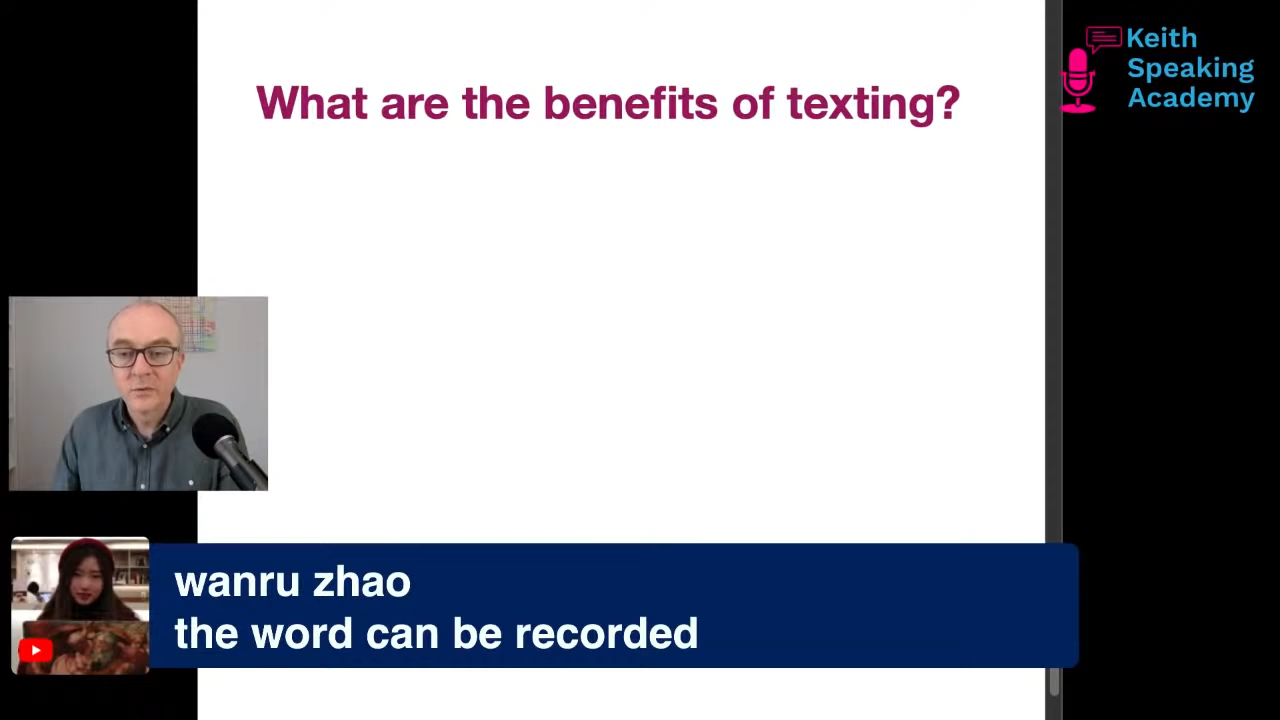 What are the benefits of texting?
Keith
Speaking
Academy
wanru zhao
the word can be recorded